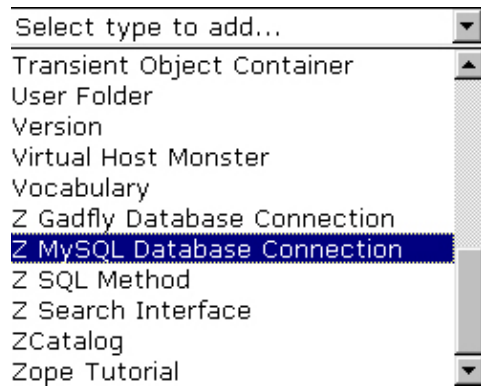 Select type to add...
Transient Object Container
User Folder
Version
Virtual Host Monster
Vocabulary
Z Gadfly Database Connection
Z MySQL Database Connection
Z SQL Method
Z Search Interface
ZCatalog
Zope Tutorial